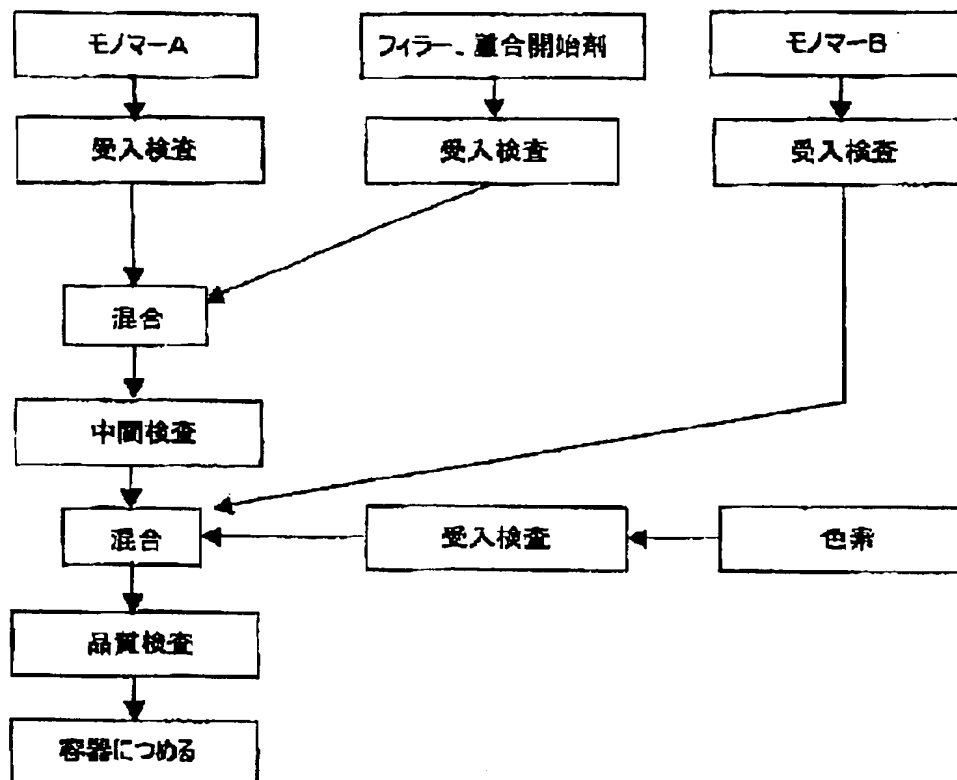 モノマーA
フィラー、重合開始剤
モノマーB
受入検査
受入検査
受入検査
混合
中間検査
混合
受入検査
色素
品質検査
容器につめる